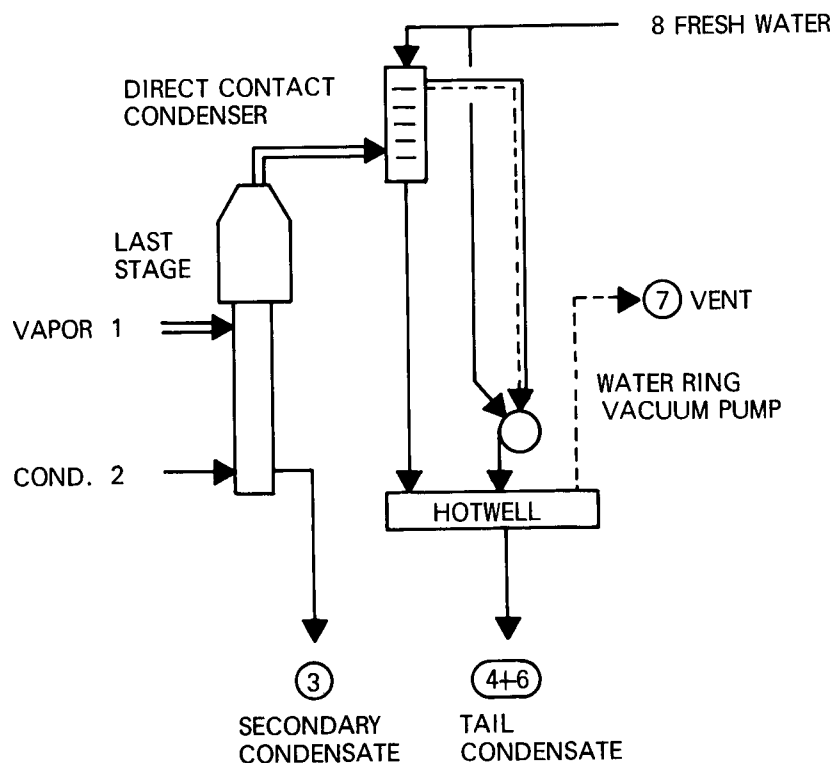 8 FRESH WATER
DIRECT CONTACT
CONDENSER
LAST
STAGE
7 VENT
VAPOR 1
WATER RING
VACUUM PUMP
COND. 2
HOTWELL
3
4+6
SECONDARY
CONDENSATE
TAIL
CONDENSATE